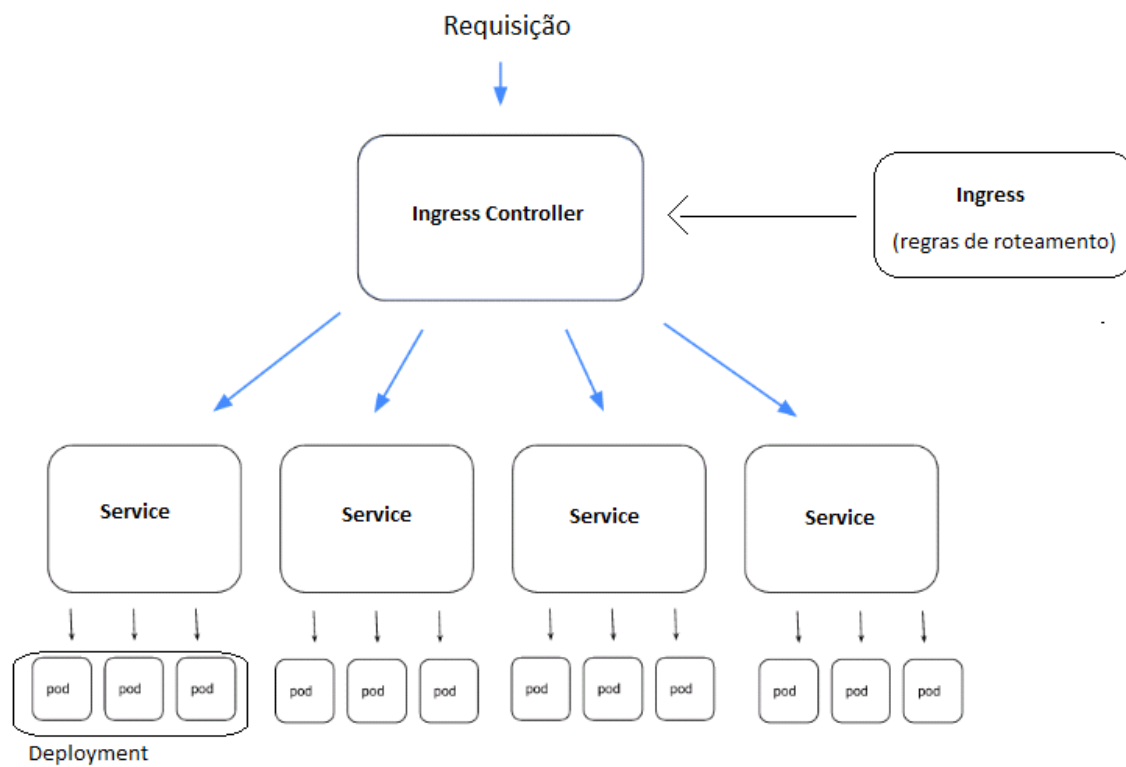 Requisição
Ingress Controller
Ingress
(regras de roteamento)
Service
Service
Service
Service
pod
pod
pod
pod
pod
pod
pod
pod
pod
pod
pod
pod
Deployment